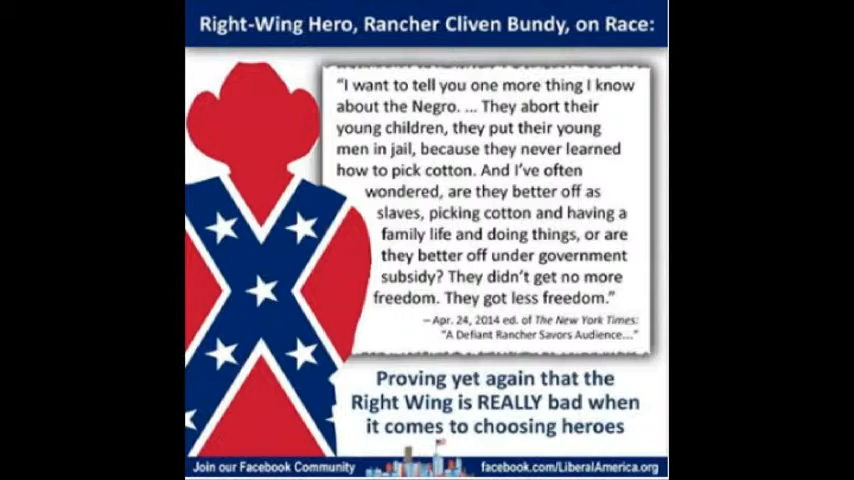 Right-Wing Hero, Rancher Cliven Bundy, on Race:
“I want to tell you one more thing I know
about the Negro. ... They abort their
young children, they put their young
men in jail, because they never learned
how to pick cotton. And I’ve often
wondered, are they better off as
slaves, picking cotton and having a
family life and doing things, or are
they better off under government
subsidy? They didn’t get no more
freedom. They got less freedom.”
– Apr. 24, 2014 ed. of The New York Times:
"A Defiant Rancher Savors Audience...."
Proving yet again that the
Right Wing is REALLY bad when
it comes to choosing heroes
Join our Facebook Community
facebook.com/LiberalAmerica.org